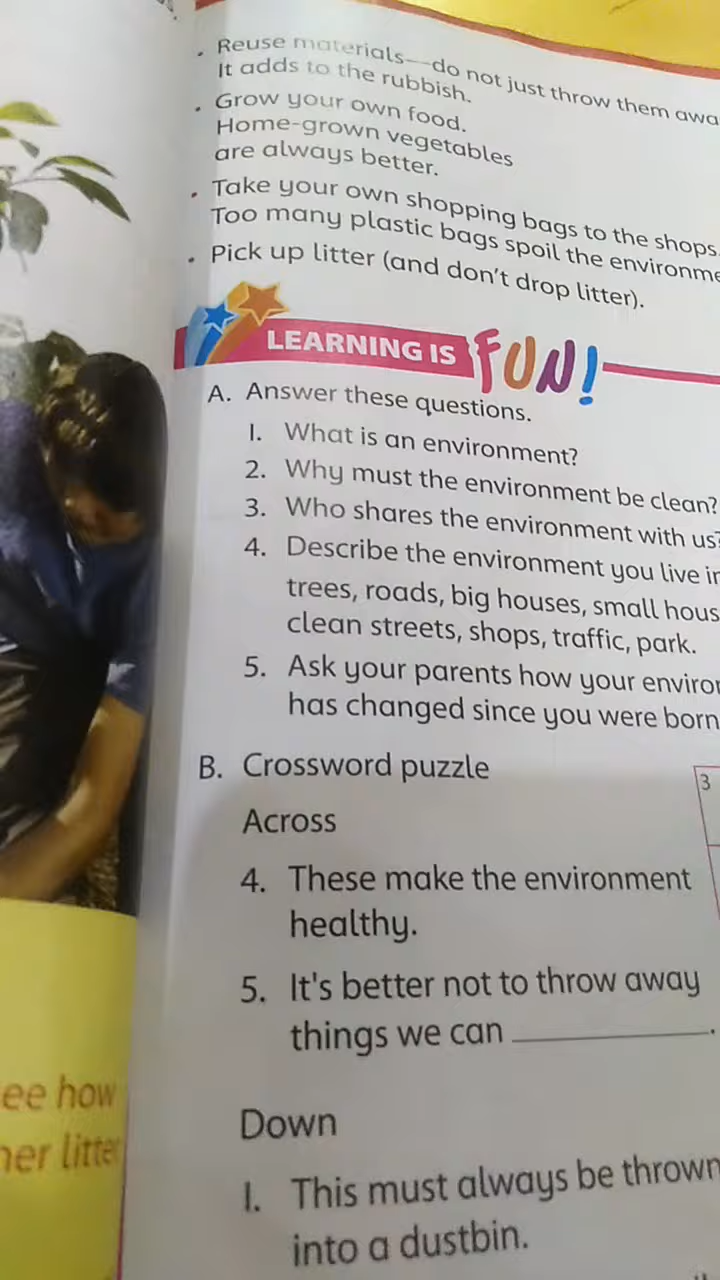 . Reuse materials—do not just throw them awa
It adds to the rubbish.
. Grow your own food.
Home-grown vegetables
are always better.
. Take your own shopping bags to the shops.
Too many plastic bags spoil the environme
. Pick up litter (and don't drop litter).
LEARNING IS FUN!
A. Answer these questions.
1. What is an environment?
2. Why must the environment be clean?
3. Who shares the environment with us?
4. Describe the environment you live in
trees, roads, big houses, small hous
clean streets, shops, traffic, park.
5. Ask your parents how your enviro
has changed since you were born
B. Crossword puzzle
3
Across
4. These make the environment
healthy.
5. It's better not to throw away
things we can ____________.
Down
1. This must always be thrown
into a dustbin.
ee how
her litter